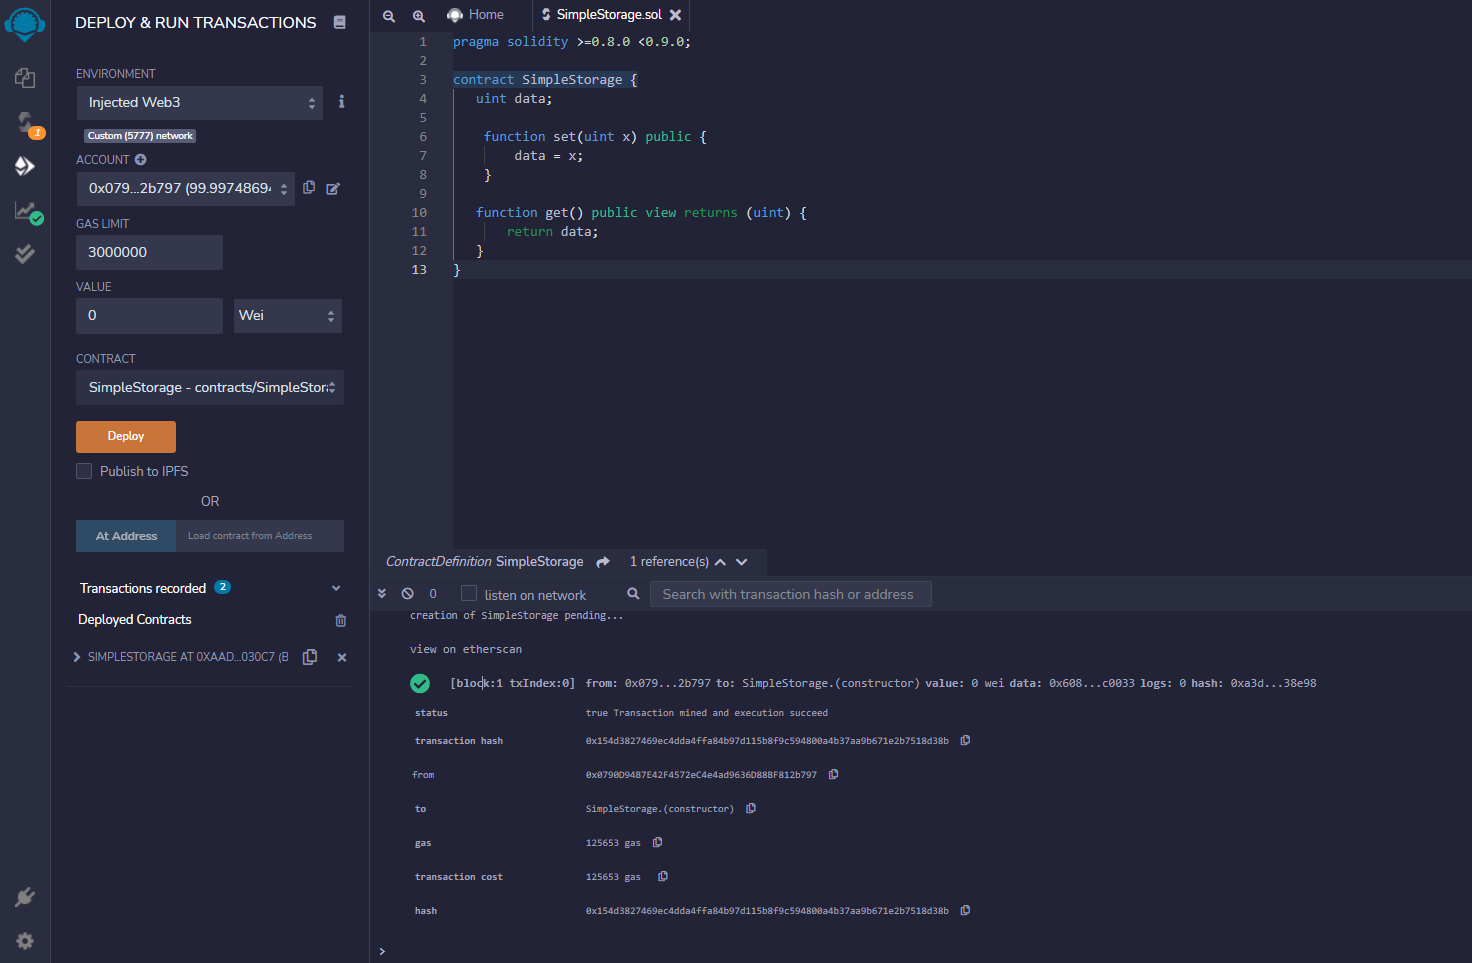 DEPLOY & RUN TRANSACTIONS
ENVIRONMENT
Injected Web3
Custom (5777) network
ACCOUNT
0x079...2b797 (99.99748694
GAS LIMIT
3000000
VALUE
0
Wei
CONTRACT
SimpleStorage - contracts/SimpleStor
Deploy
Publish to IPFS
OR
At Address
Load contract from Address
Transactions recorded 2
Deployed Contracts
SIMPLESTORAGE AT 0XAAD...030C7 (B
1
Home
SimpleStorage.sol
1 pragma solidity >=0.8.0 <0.9.0;
2
3 contract SimpleStorage {
4 uint data;
5
6 function set(uint x) public {
7 data = x;
8 }
9
10 function get() public view returns (uint) {
11 return data;
12 }
13 }
ContractDefinition SimpleStorage 1 reference(s)
0 listen on network Search with transaction hash or address
creation of SimpleStorage pending...
view on etherscan
[block:1 txIndex:0] from: 0x079...2b797 to: SimpleStorage.(constructor) value: 0 wei data: 0x608...c0033 logs: 0 hash: 0xa3d...38e98
status true Transaction mined and execution succeed
transaction hash 0x154d3827469ec4dda4ffa84b97d115b8f9c594800a4b37aa9b671e2b7518d38b
from 0x0790D94B7E42F4572eC4e4ad9636D88BF812b797
to SimpleStorage.(constructor)
gas 125653 gas
transaction cost 125653 gas
hash 0x154d3827469ec4dda4ffa84b97d115b8f9c594800a4b37aa9b671e2b7518d38b
>